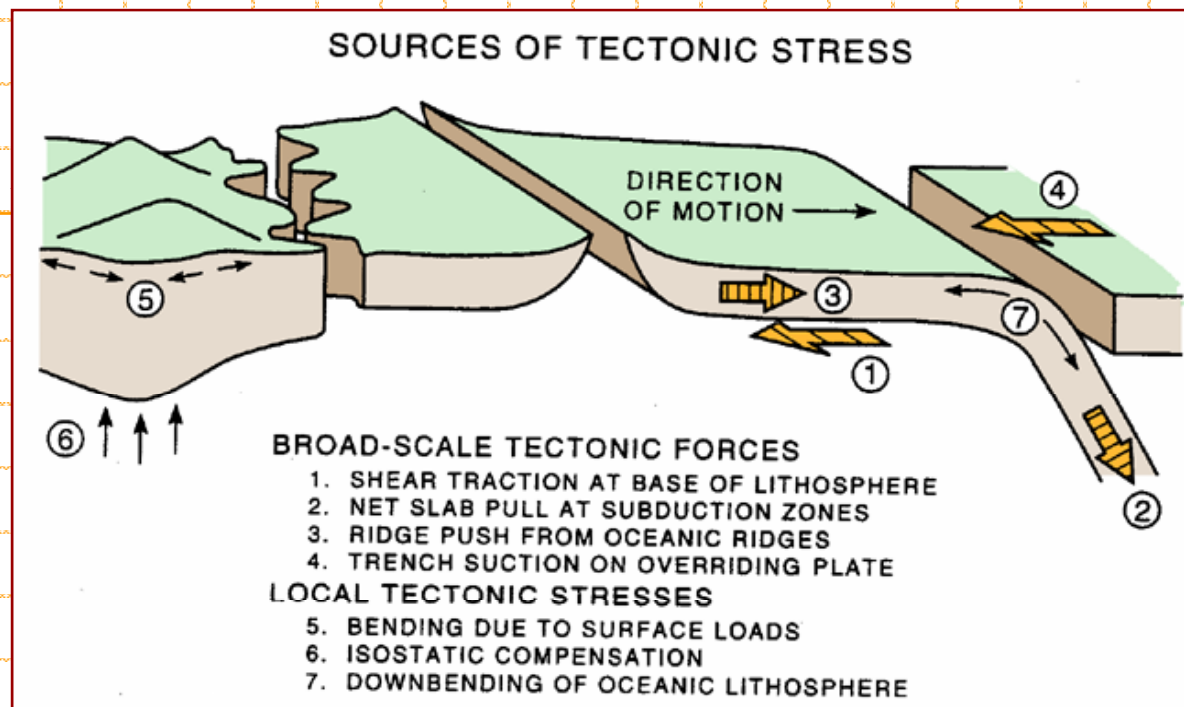 SOURCES OF TECTONIC STRESS
DIRECTION
OF MOTION
4
5
3
7
1
6
2
BROAD-SCALE TECTONIC FORCES
1. SHEAR TRACTION AT BASE OF LITHOSPHERE
2. NET SLAB PULL AT SUBDUCTION ZONES
3. RIDGE PUSH FROM OCEANIC RIDGES
4. TRENCH SUCTION ON OVERRIDING PLATE
LOCAL TECTONIC STRESSES
5. BENDING DUE TO SURFACE LOADS
6. ISOSTATIC COMPENSATION
7. DOWNBENDING OF OCEANIC LITHOSPHERE